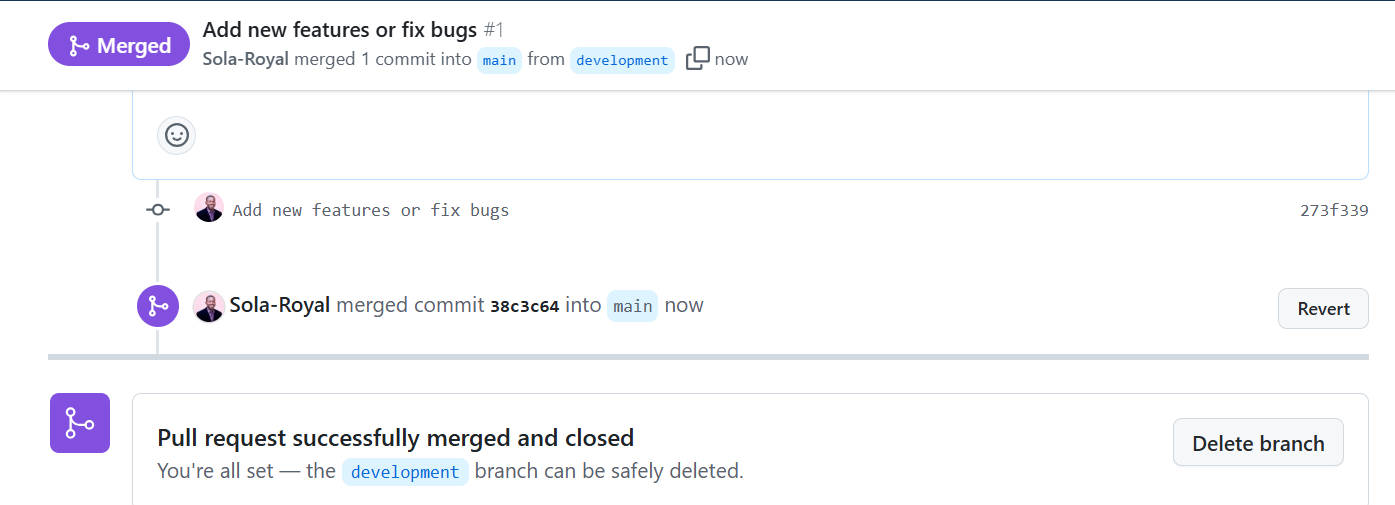 Merged
Add new features or fix bugs #1
Sola-Royal merged 1 commit into main from development now
Add new features or fix bugs 273f339
Sola-Royal merged commit 38c3c64 into main now Revert
Pull request successfully merged and closed
You're all set — the development branch can be safely deleted.
Delete branch